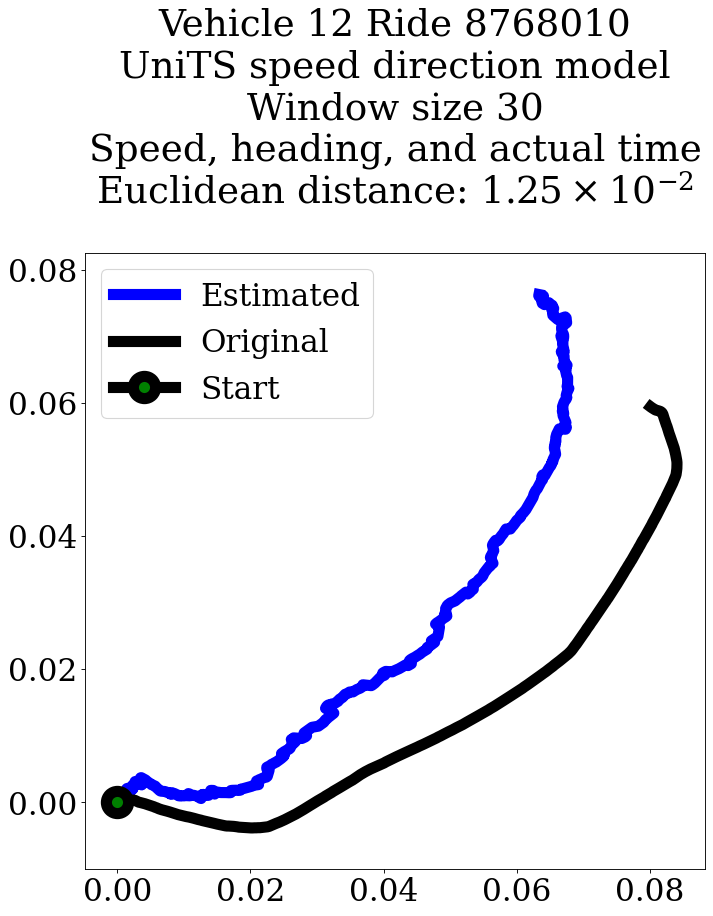 Vehicle 12 Ride 8768010
UniTS speed direction model
Window size 30
Speed, heading, and actual time
Euclidean distance: 1.25 × 10⁻²
0.08
Estimated
Original
Start
0.06
0.04
0.02
0.00
0.00 0.02 0.04 0.06 0.08